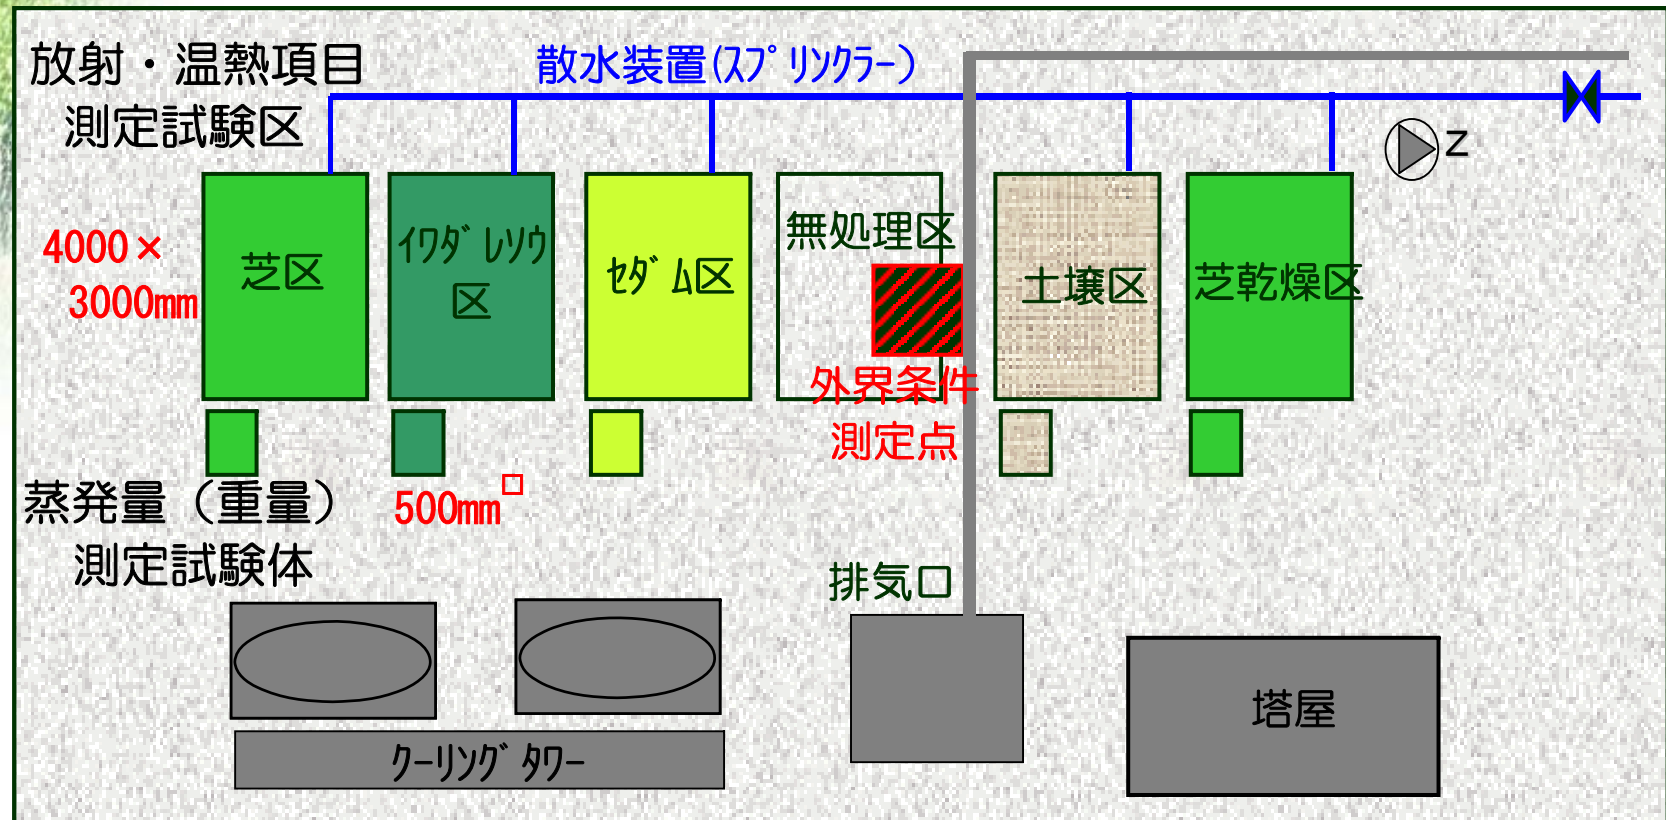 放射・温熱項目
測定試験区
散水装置(ｽﾌﾟﾘﾝｸﾗｰ)
Z
4000×
3000mm
芝区
ｲﾜﾀﾞﾚｿｳ
区
ｾﾀﾞﾑ区
無処理区
土壌区
芝乾燥区
外界条件
測定点
蒸発量（重量）
測定試験体
500mm□
排気口
塔屋
ｸｰﾘﾝｸﾞﾀﾜｰ